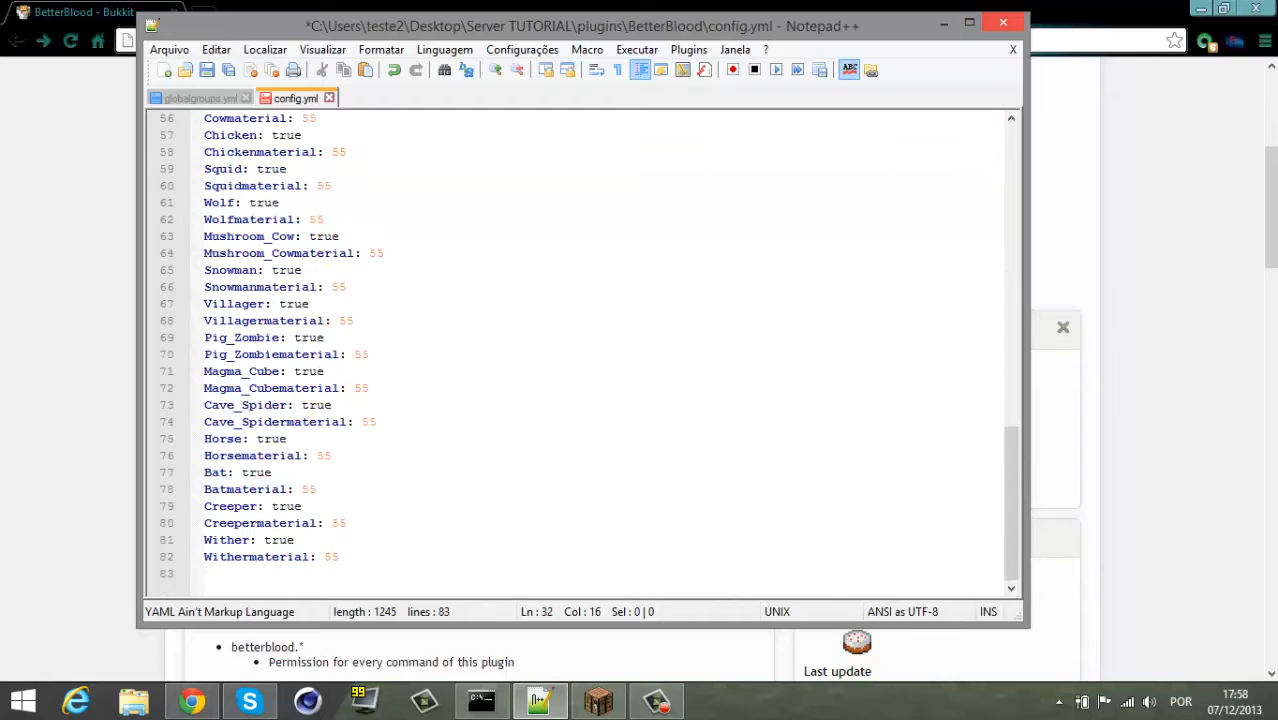 BetterBlood - Bukkit
*C:\Users\teste2\Desktop\Server TUTORIAL\plugins\BetterBlood\config.yml - Notepad++
Arquivo Editar Localizar Visualizar Formatar Linguagem Configurações Macro Executar Plugins Janela ? X
globalgroups.yml config.yml
56 Cowmaterial: 55
57 Chicken: true
58 Chickenmaterial: 55
59 Squid: true
60 Squidmaterial: 55
61 Wolf: true
62 Wolfmaterial: 55
63 Mushroom_Cow: true
64 Mushroom_Cowmaterial: 55
65 Snowman: true
66 Snowmanmaterial: 55
67 Villager: true
68 Villagermaterial: 55
69 Pig_Zombie: true
70 Pig_Zombiematerial: 55
71 Magma_Cube: true
72 Magma_Cubematerial: 55
73 Cave_Spider: true
74 Cave_Spidermaterial: 55
75 Horse: true
76 Horsematerial: 55
77 Bat: true
78 Batmaterial: 55
79 Creeper: true
80 Creepermaterial: 55
81 Wither: true
82 Withermaterial: 55
83
YAML Ain't Markup Language length : 1245 lines : 83 Ln : 32 Col : 16 Sel : 0 | 0 UNIX ANSI as UTF-8 INS
betterblood.*
Permission for every command of this plugin
Last update
99
POR
17:58
07/12/2013